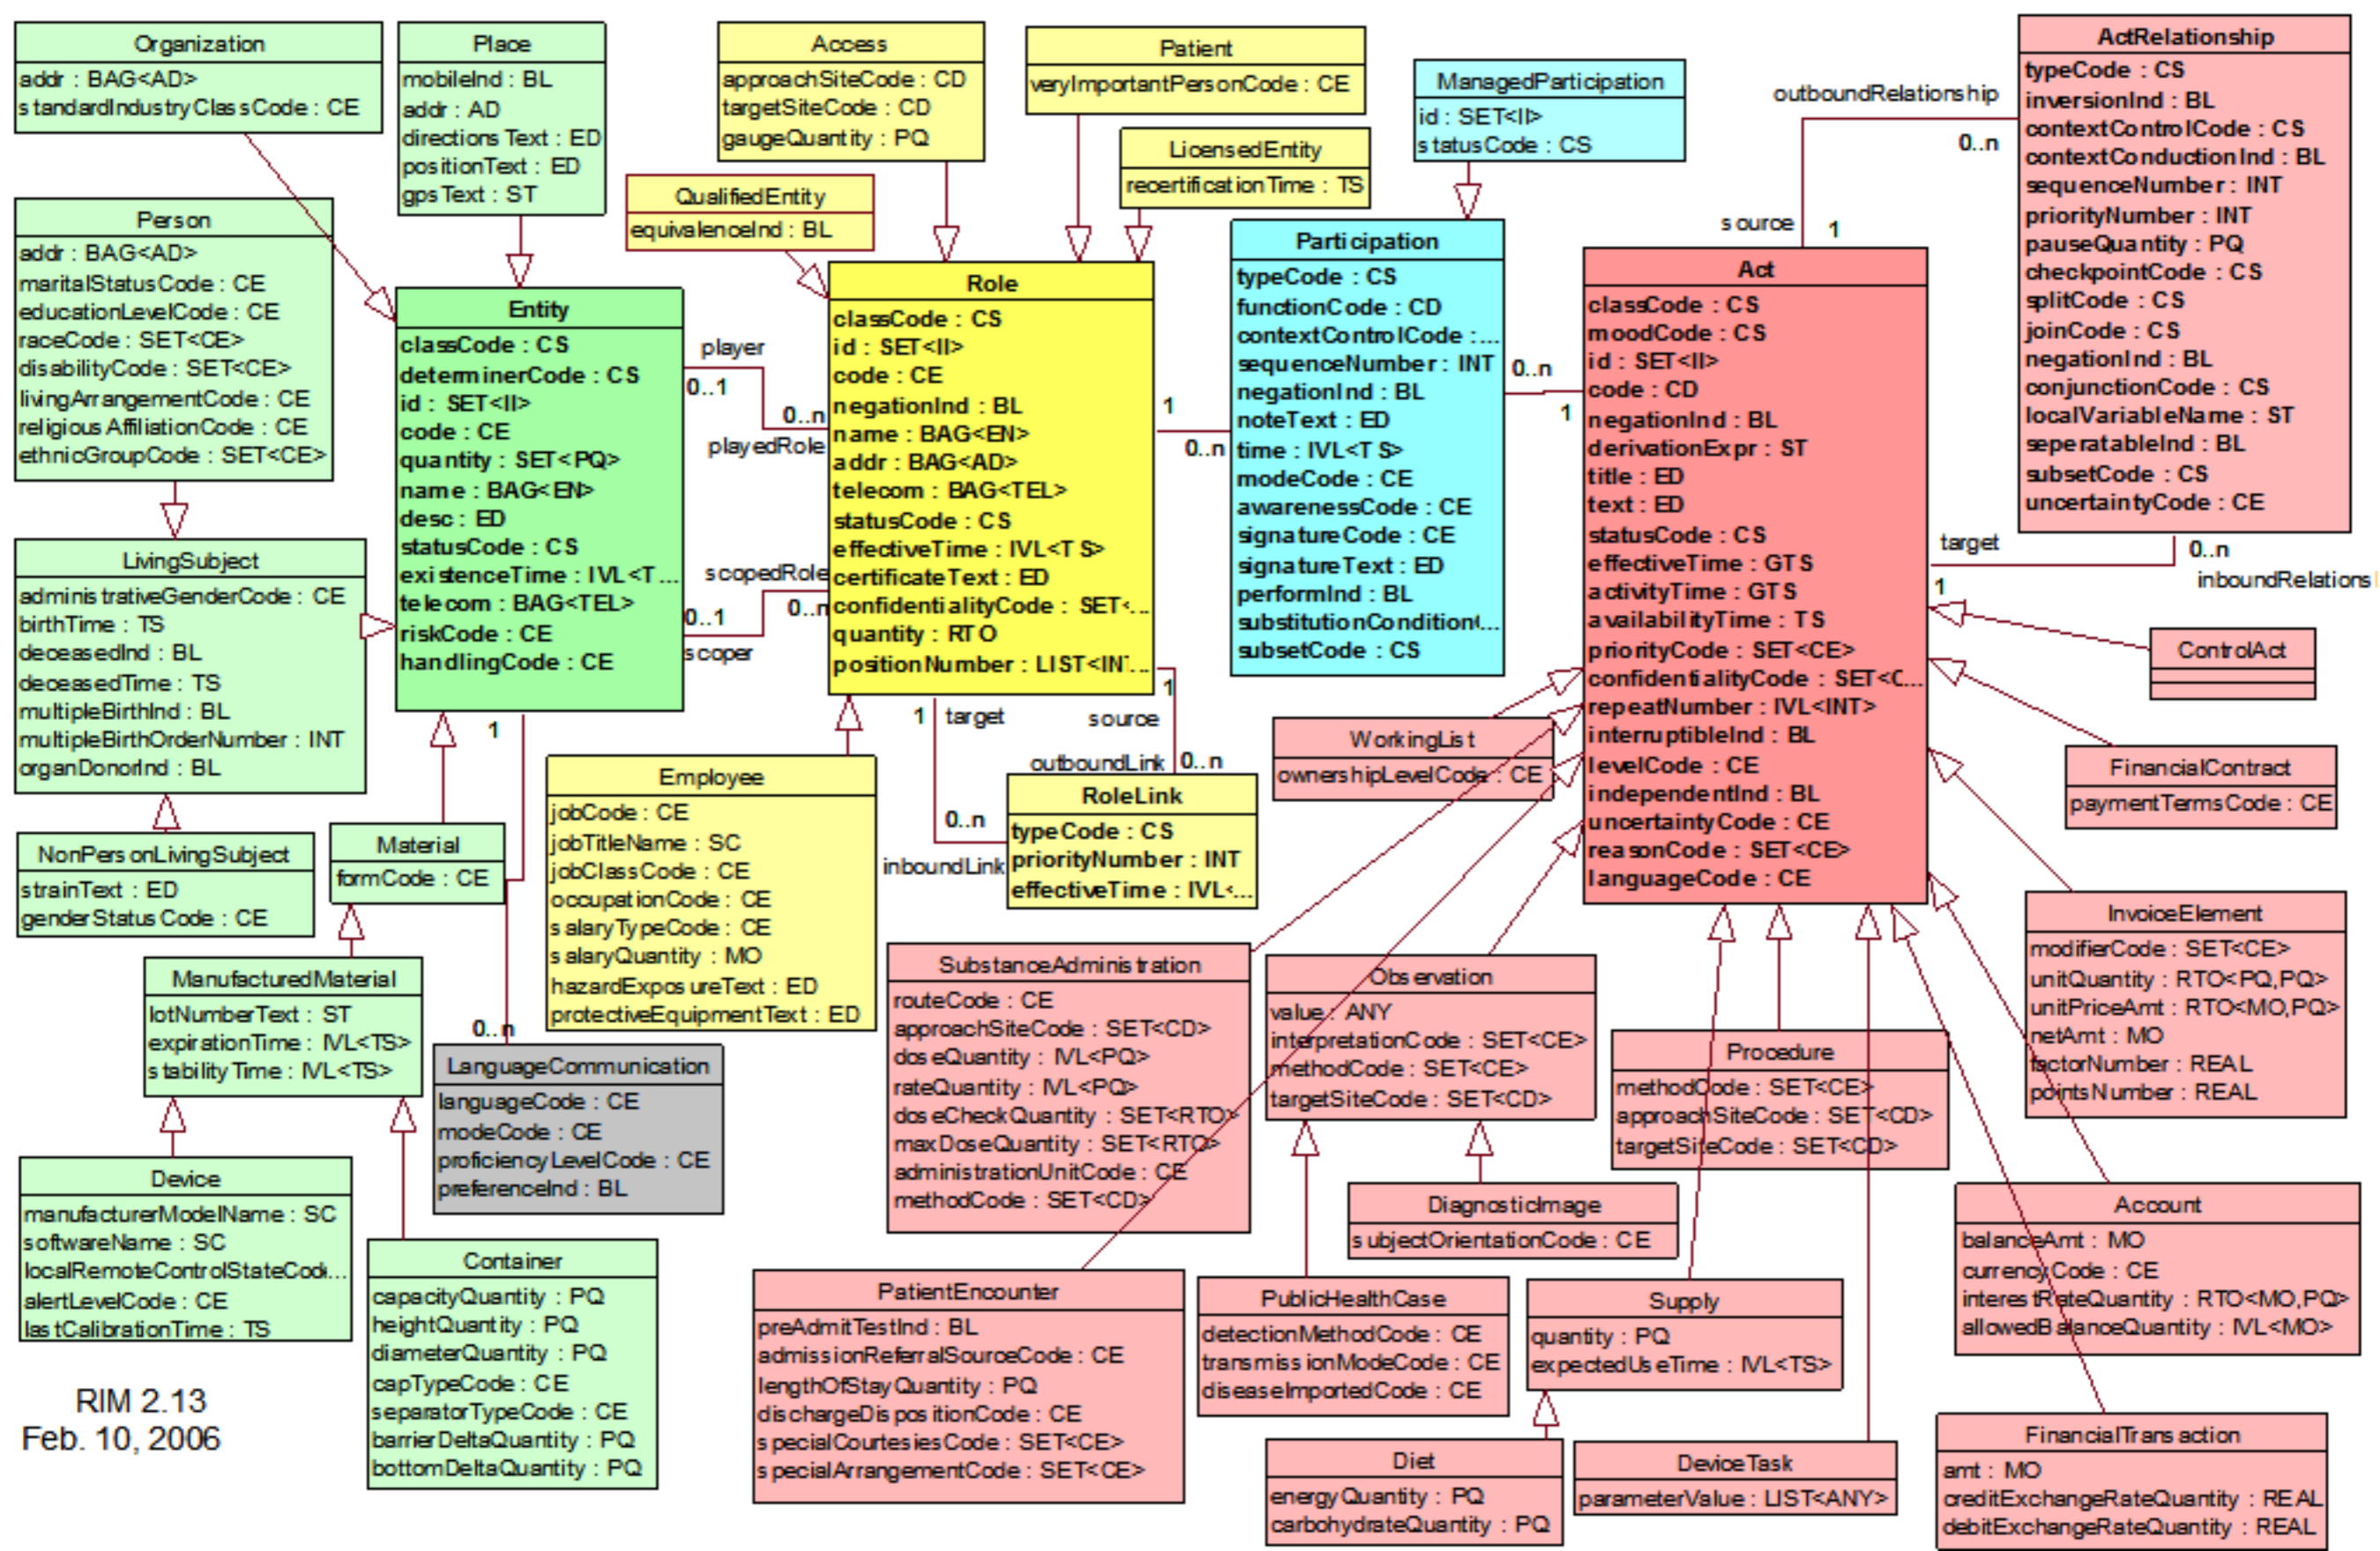 Organization
addr : BAG<AD>
standardIndustryClassCode : CE
Place
mobileInd : BL
addr : AD
directionsText : ED
positionText : ED
gpsText : ST
Access
approachSiteCode : CD
targetSiteCode : CD
gaugeQuantity : PQ
Patient
veryImportantPersonCode : CE
LicensedEntity
recertificationTime : TS
QualifiedEntity
equivalenceInd : BL
ManagedParticipation
id : SET<II>
statusCode : CS
ActRelationship
typeCode : CS
inversionInd : BL
contextControlCode : CS
contextConductionInd : BL
sequenceNumber : INT
priorityNumber : INT
pauseQuantity : PQ
checkpointCode : CS
splitCode : CS
joinCode : CS
negationInd : BL
conjunctionCode : CS
localVariableName : ST
seperatableInd : BL
subsetCode : CS
uncertaintyCode : CE
outboundRelationship
0..n
source
1
target
1
0..n
inboundRelations
Person
addr : BAG<AD>
maritalStatusCode : CE
educationLevelCode : CE
raceCode : SET<CE>
disabilityCode : SET<CE>
livingArrangementCode : CE
religiousAffiliationCode : CE
ethnicGroupCode : SET<CE>
Entity
classCode : CS
determinerCode : CS
id : SET<II>
code : CE
quantity : SET<PQ>
name : BAG<EN>
desc : ED
statusCode : CS
existenceTime : IVL<T...
telecom : BAG<TEL>
riskCode : CE
handlingCode : CE
player
0..1
0..n
playedRole
scopedRole
0..n
0..1
scoper
Role
classCode : CS
id : SET<II>
code : CE
negationInd : BL
name : BAG<EN>
addr : BAG<AD>
telecom : BAG<TEL>
statusCode : CS
effectiveTime : IVL<TS>
certificateText : ED
confidentialityCode : SET<...
quantity : RTO
positionNumber : LIST<INT...
1
0..n
Participation
typeCode : CS
functionCode : CD
contextControlCode :...
sequenceNumber : INT
negationInd : BL
noteText : ED
time : IVL<TS>
modeCode : CE
awarenessCode : CE
signatureCode : CE
signatureText : ED
performInd : BL
substitutionCondition(...
subsetCode : CS
0..n
1
Act
classCode : CS
moodCode : CS
id : SET<II>
code : CD
negationInd : BL
derivationExpr : ST
title : ED
text : ED
statusCode : CS
effectiveTime : GTS
activityTime : GTS
availabilityTime : TS
priorityCode : SET<CE>
confidentialityCode : SET<C...
repeatNumber : IVL<INT>
interruptibleInd : BL
levelCode : CE
independentInd : BL
uncertaintyCode : CE
reasonCode : SET<CE>
languageCode : CE
LivingSubject
administrativeGenderCode : CE
birthTime : TS
deceasedInd : BL
deceasedTime : TS
multipleBirthInd : BL
multipleBirthOrderNumber : INT
organDonorInd : BL
ControlAct
FinancialContract
paymentTermsCode : CE
WorkingList
ownershipLevelCode : CE
1
target
1
source
outboundLink
0..n
0..n
inboundLink
RoleLink
typeCode : CS
priorityNumber : INT
effectiveTime : IVL<...
Employee
jobCode : CE
jobTitleName : SC
jobClassCode : CE
occupationCode : CE
salaryTypeCode : CE
salaryQuantity : MO
hazardExposureText : ED
protectiveEquipmentText : ED
1
0..n
NonPersonLivingSubject
strainText : ED
genderStatusCode : CE
Material
formCode : CE
ManufacturedMaterial
lotNumberText : ST
expirationTime : IVL<TS>
stabilityTime : IVL<TS>
LanguageCommunication
languageCode : CE
modeCode : CE
proficiencyLevelCode : CE
preferenceInd : BL
Device
manufacturerModelName : SC
softwareName : SC
localRemoteControlStateCod...
alertLevelCode : CE
lastCalibrationTime : TS
Container
capacityQuantity : PQ
heightQuantity : PQ
diameterQuantity : PQ
capTypeCode : CE
separatorTypeCode : CE
barrierDeltaQuantity : PQ
bottomDeltaQuantity : PQ
SubstanceAdministration
routeCode : CE
approachSiteCode : SET<CD>
doseQuantity : IVL<PQ>
rateQuantity : IVL<PQ>
doseCheckQuantity : SET<RTO>
maxDoseQuantity : SET<RTO>
administrationUnitCode : CE
methodCode : SET<CD>
Observation
value : ANY
interpretationCode : SET<CE>
methodCode : SET<CE>
targetSiteCode : SET<CD>
Procedure
methodCode : SET<CE>
approachSiteCode : SET<CD>
targetSiteCode : SET<CD>
InvoiceElement
modifierCode : SET<CE>
unitQuantity : RTO<PQ,PQ>
unitPriceAmt : RTO<MO,PQ>
netAmt : MO
factorNumber : REAL
pointsNumber : REAL
DiagnosticImage
subjectOrientationCode : CE
Account
balanceAmt : MO
currencyCode : CE
interestRateQuantity : RTO<MO,PQ>
allowedBalanceQuantity : IVL<MO>
PatientEncounter
preAdmitTestInd : BL
admissionReferralSourceCode : CE
lengthOfStayQuantity : PQ
dischargeDispositionCode : CE
specialCourtesiesCode : SET<CE>
specialArrangementCode : SET<CE>
PublicHealthCase
detectionMethodCode : CE
transmissionModeCode : CE
diseaseImportedCode : CE
Supply
quantity : PQ
expectedUseTime : IVL<TS>
Diet
energyQuantity : PQ
carbohydrateQuantity : PQ
DeviceTask
parameterValue : LIST<ANY>
FinancialTransaction
amt : MO
creditExchangeRateQuantity : REAL
debitExchangeRateQuantity : REAL
RIM 2.13
Feb. 10, 2006